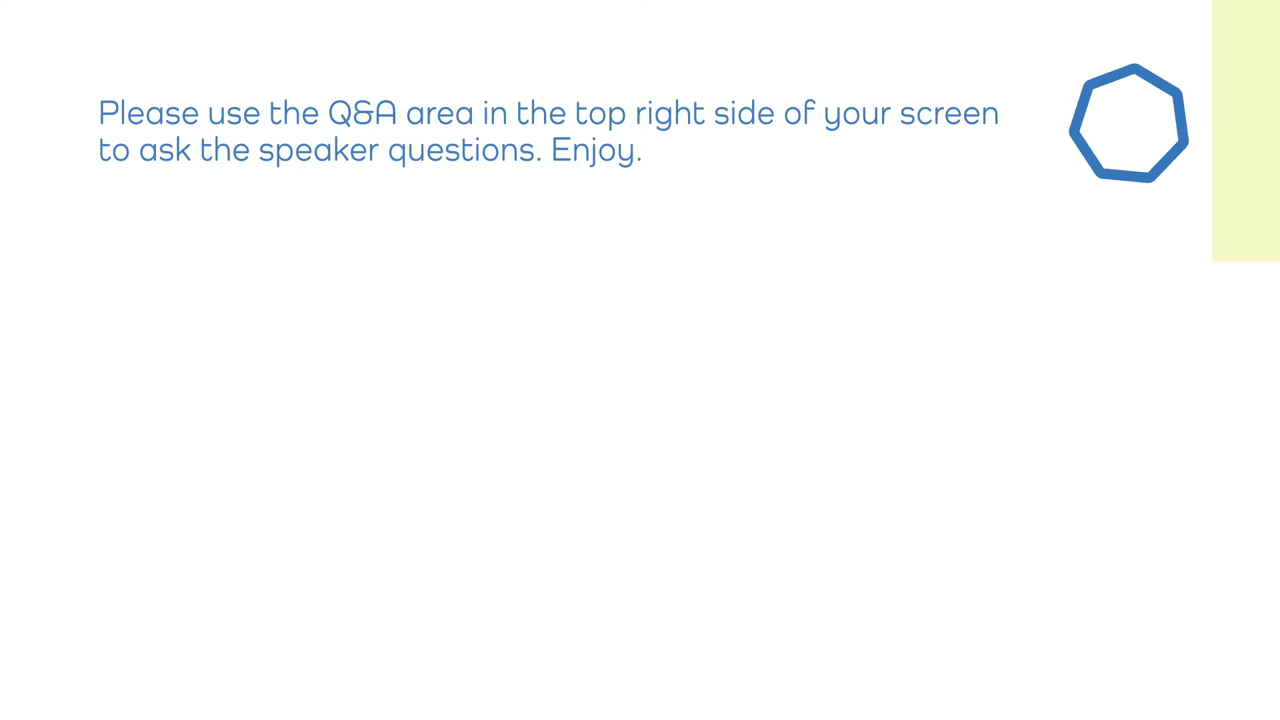 Please use the Q&A area in the top right side of your screen
to ask the speaker questions. Enjoy.